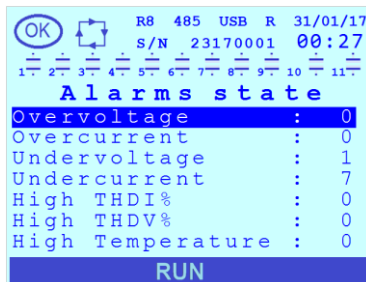 OK R8 485 USB R 31/01/17
S/N 23170001 00:27
1 2 3 4 5 6 7 8 9 10 11
Alarms state
Overvoltage : 0
Overcurrent : 0
Undervoltage : 1
Undercurrent : 7
High THDI% : 0
High THDV% : 0
High Temperature : 0
RUN